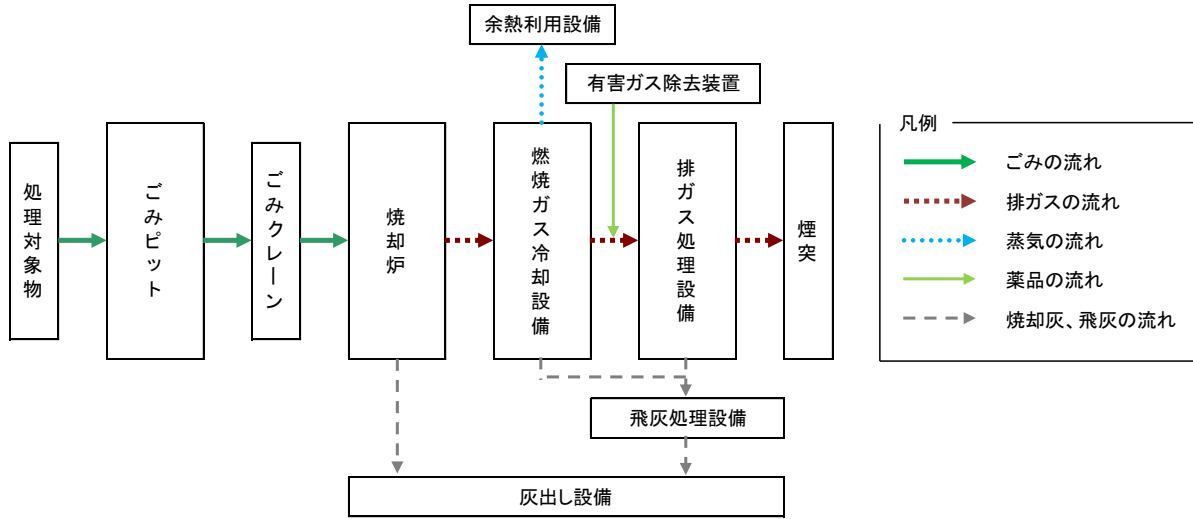 余熱利用設備
有害ガス除去装置
処理対象物
ごみピット
ごみクレーン
焼却炉
燃焼ガス冷却設備
排ガス処理設備
煙突
飛灰処理設備
灰出し設備
凡例
ごみの流れ
排ガスの流れ
蒸気の流れ
薬品の流れ
焼却灰、飛灰の流れ